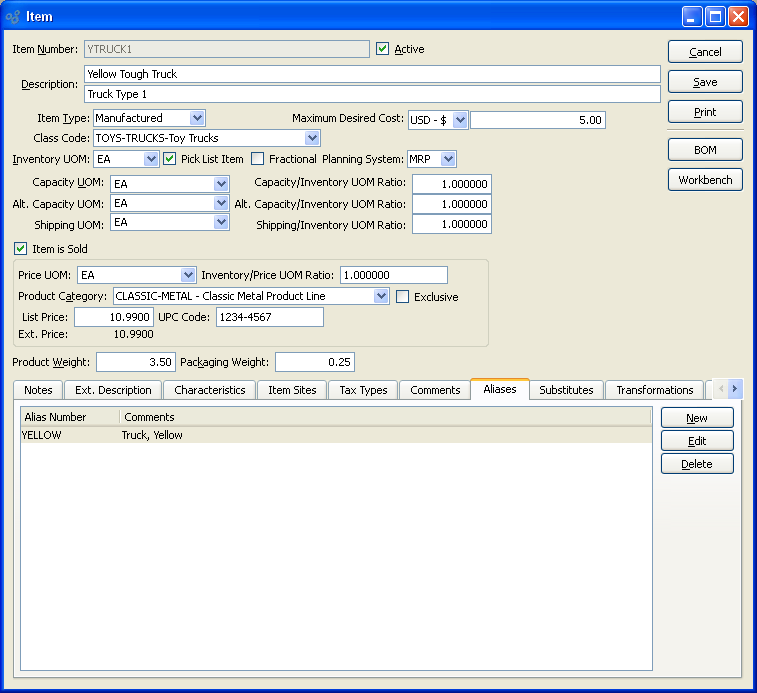 Item
Item Number: YTRUCK1 Active Cancel
Description: Yellow Tough Truck Save
Truck Type 1
Print
Item Type: Manufactured Maximum Desired Cost: USD - $ 5.00
Class Code: TOYS-TRUCKS-Toy Trucks
BOM
Inventory UOM: EA Pick List Item Fractional Planning System: MRP
Workbench
Capacity UOM: EA Capacity/Inventory UOM Ratio: 1.000000
Alt. Capacity UOM: EA Alt. Capacity/Inventory UOM Ratio: 1.000000
Shipping UOM: EA Shipping/Inventory UOM Ratio: 1.000000
Item is Sold
Price UOM: EA Inventory/Price UOM Ratio: 1.000000
Product Category: CLASSIC-METAL - Classic Metal Product Line Exclusive
List Price: 10.9900 UPC Code: 1234-4567
Ext. Price: 10.9900
Product Weight: 3.50 Packaging Weight: 0.25
Notes Ext. Description Characteristics Item Sites Tax Types Comments Aliases Substitutes Transformations
Alias Number Comments New
YELLOW Truck, Yellow Edit
Delete